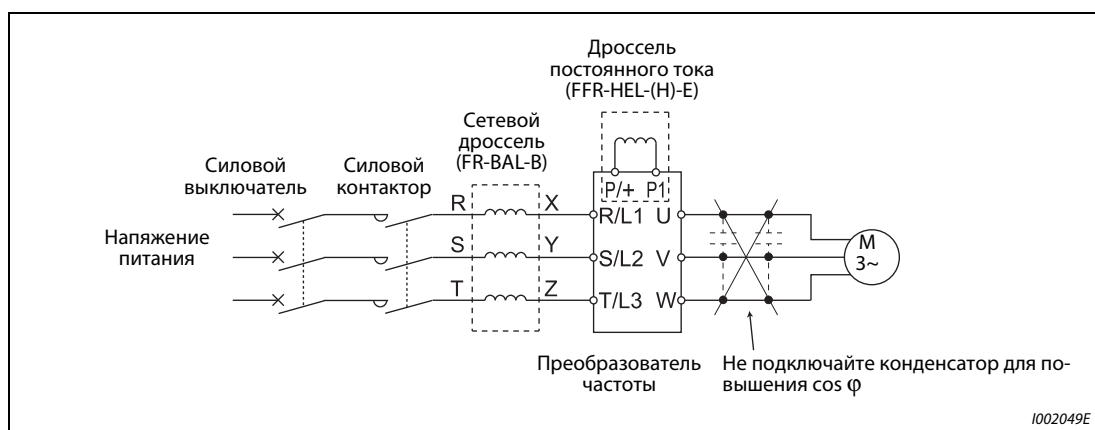 Дроссель
постоянного тока
(FFR-HEL-(H)-E)
Сетевой
дроссель
(FR-BAL-B)
Силовой
выключатель
Силовой
контактор
Напяжение
питания
R X
S Y
T Z
P/+ P1
R/L1 U
S/L2 V
T/L3 W
M
3~
Преобразователь
частоты
Не подключайте конденсатор для по-
вышения cos φ
I002049E